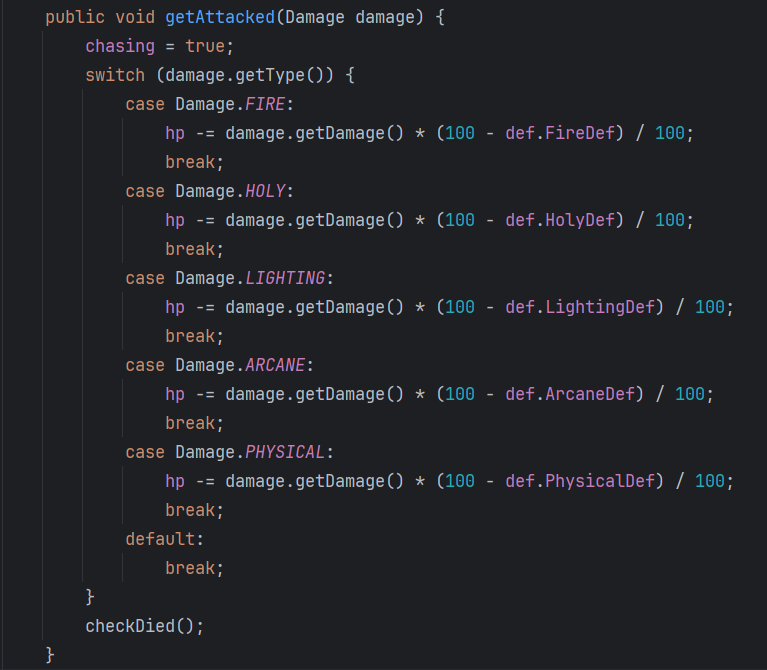 public void getAttacked(Damage damage) {
    chasing = true;
    switch (damage.getType()) {
        case Damage.FIRE:
            hp -= damage.getDamage() * (100 - def.FireDef) / 100;
            break;
        case Damage.HOLY:
            hp -= damage.getDamage() * (100 - def.HolyDef) / 100;
            break;
        case Damage.LIGHTING:
            hp -= damage.getDamage() * (100 - def.LightingDef) / 100;
            break;
        case Damage.ARCANE:
            hp -= damage.getDamage() * (100 - def.ArcaneDef) / 100;
            break;
        case Damage.PHYSICAL:
            hp -= damage.getDamage() * (100 - def.PhysicalDef) / 100;
            break;
        default:
            break;
    }
    checkDied();
}